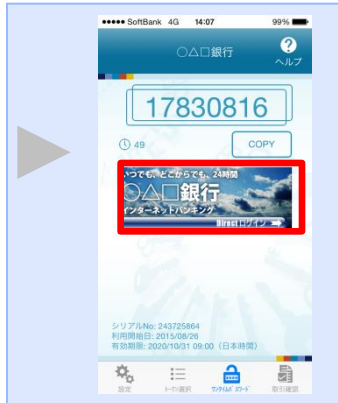 SoftBank 4G 14:07 99%
○△□銀行
ヘルプ
17830816
49 COPY
いつでも、どこからでも、24時間
○△□銀行
インターネットバンキング
Direct ログイン
シリアルNo: 243725864
利用開始日: 2015/08/26
有効期限: 2020/10/31 09:00（日本時間）
設定 トークン選択 ワンタイムパスワード 取引確認